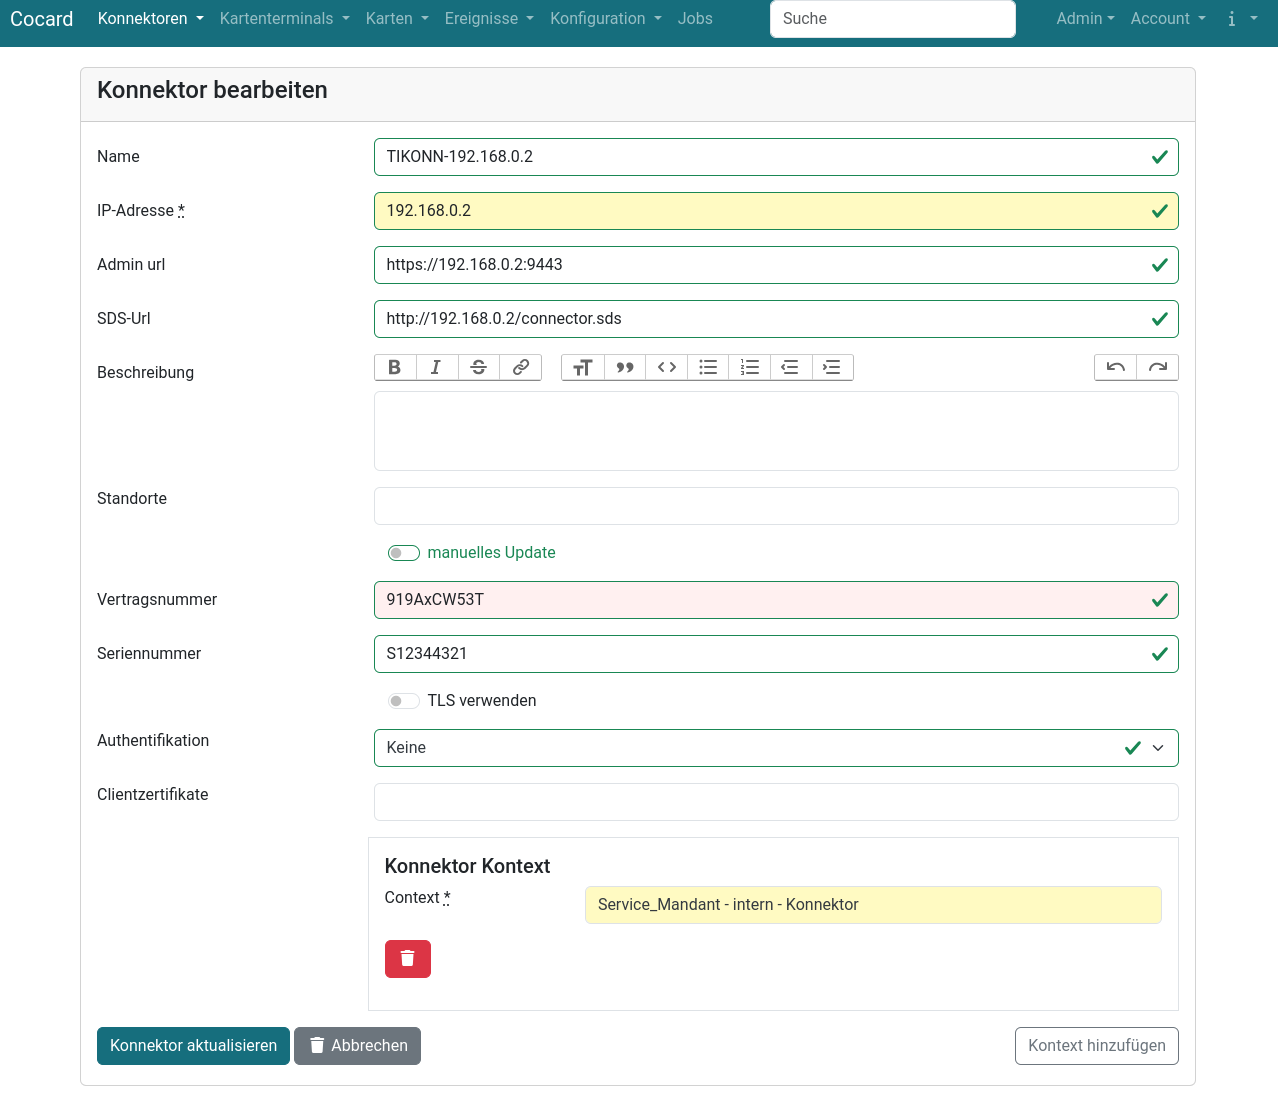 Cocard Konnektoren Kartenterminals Karten Ereignisse Konfiguration Jobs Suche Admin Account i
Konnektor bearbeiten
Name TIKONN-192.168.0.2
IP-Adresse * 192.168.0.2
Admin url https://192.168.0.2:9443
SDS-Url http://192.168.0.2/connector.sds
Beschreibung
Standorte
manuelles Update
Vertragsnummer 919AxCW53T
Seriennummer S12344321
TLS verwenden
Authentifikation Keine
Clientzertifikate
Konnektor Kontext
Context * Service_Mandant - intern - Konnektor
Konnektor aktualisieren Abbrechen Kontext hinzufügen